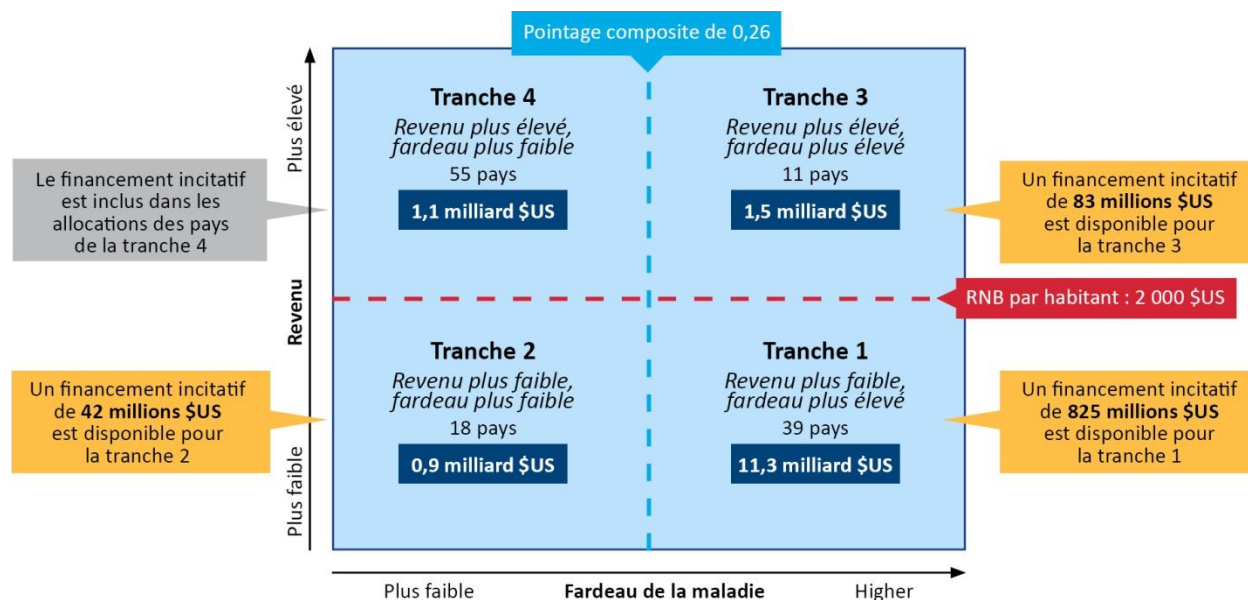 Pointage composite de 0,26
Plus élevé
Revenu
Plus faible
Tranche 4
Revenu plus élevé,
fardeau plus faible
55 pays
1,1 milliard $US
Tranche 3
Revenu plus élevé,
fardeau plus élevé
11 pays
1,5 milliard $US
Le financement incitatif
est inclus dans les
allocations des pays
de la tranche 4
Un financement incitatif
de 83 millions $US
est disponible pour
la tranche 3
RNB par habitant : 2 000 $US
Tranche 2
Revenu plus faible,
fardeau plus faible
18 pays
0,9 milliard $US
Tranche 1
Revenu plus faible,
fardeau plus élevé
39 pays
11,3 milliard $US
Un financement incitatif
de 42 millions $US
est disponible pour
la tranche 2
Un financement incitatif
de 825 millions $US
est disponible pour
la tranche 1
Plus faible
Fardeau de la maladie
Higher